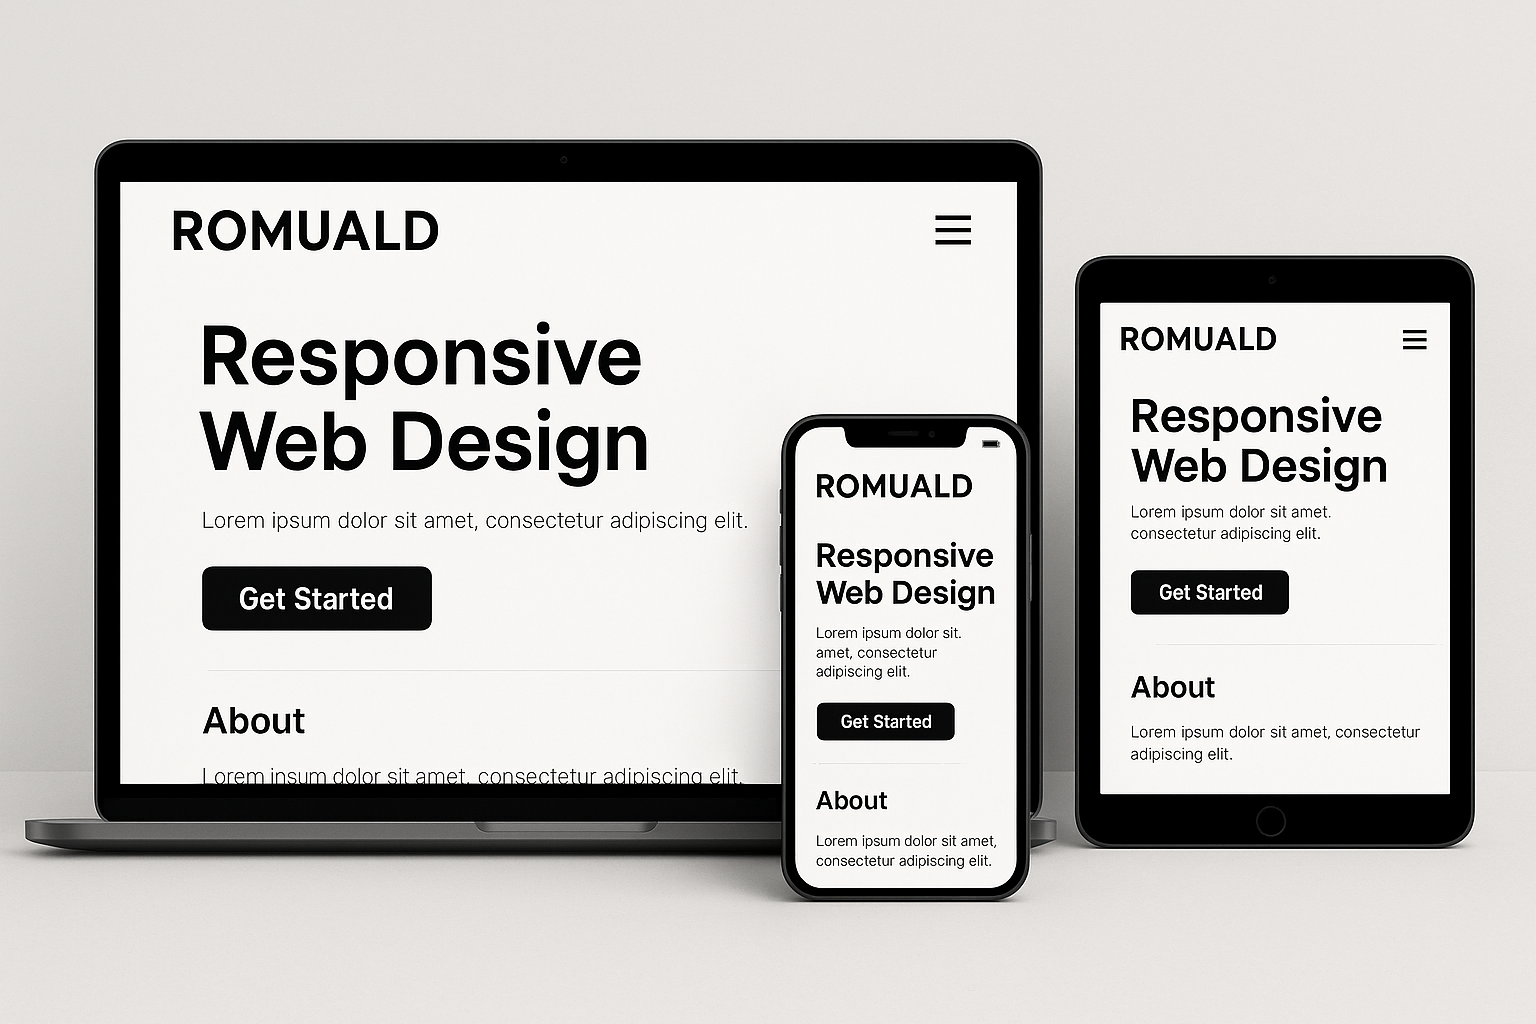 ROMUALD
Responsive
Web Design
Lorem ipsum dolor sit amet, consectetur adipiscing elit.
Get Started
About
Lorem insum dolor sit amet, consectetur adipiscing elit.
ROMUALD
Responsive
Web Design
Lorem ipsum dolor sit.
amet, consectetur
adipiscing elit.
Get Started
About
Lorem ipsum dolor sit amet,
consectetur adipiscing elit.
ROMUALD
Responsive
Web Design
Lorem ipsum dolor sit amet.
consectetur adipiscing elit.
Get Started
About
Lorem ipsum dolor sit amet, consectetur
adipiscing elit.